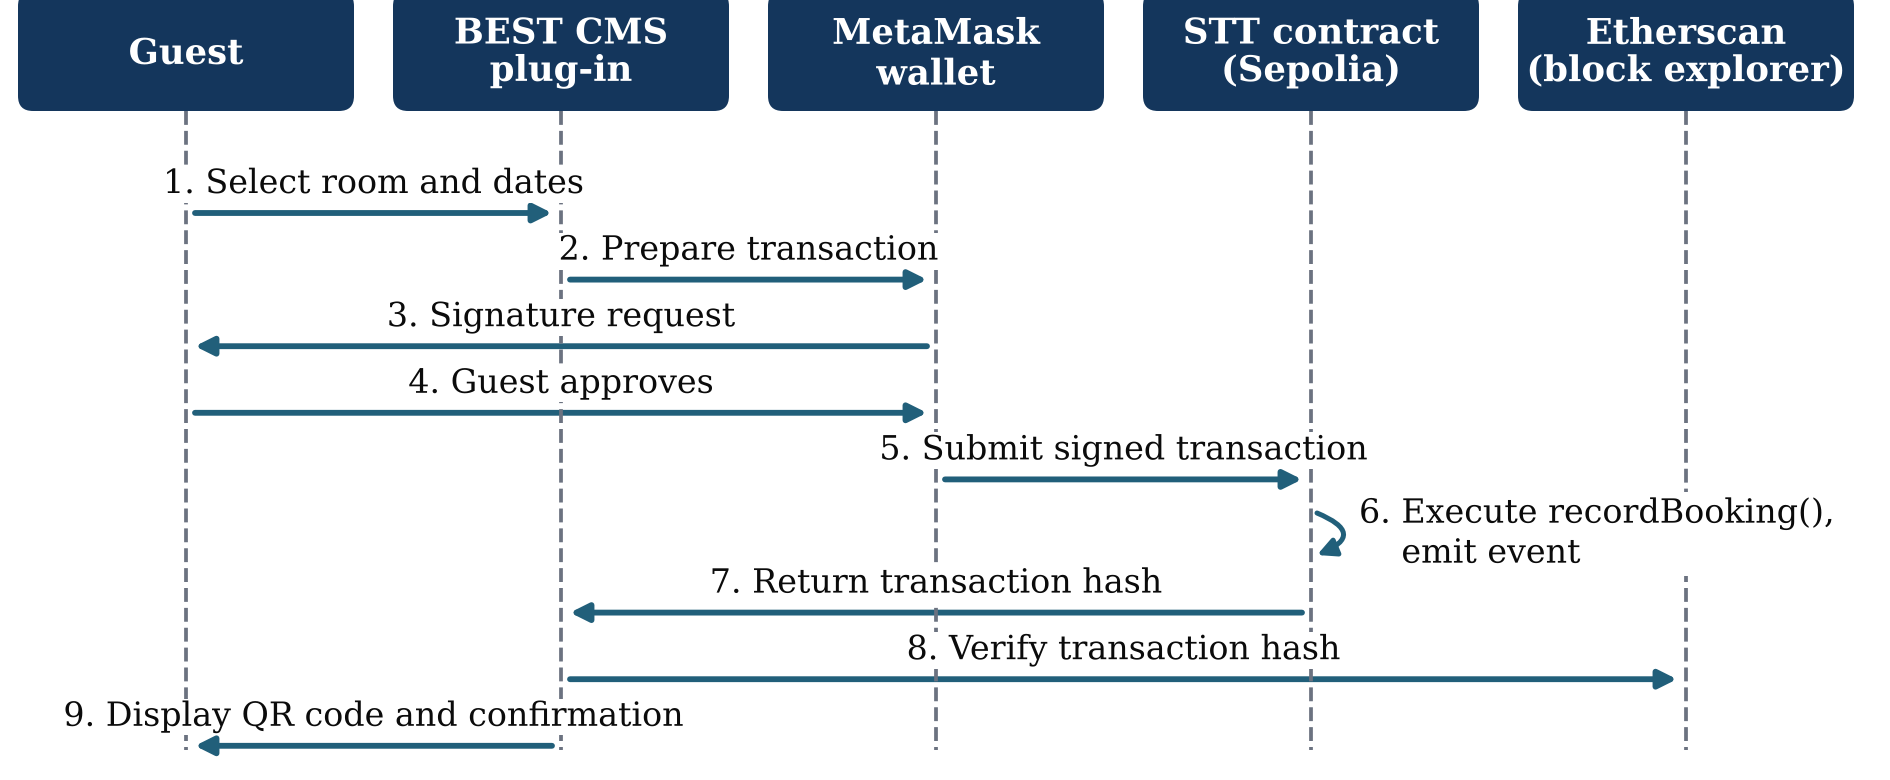 Guest
BEST CMS
plug-in
MetaMask
wallet
STT contract
(Sepolia)
Etherscan
(block explorer)
1. Select room and dates
2. Prepare transaction
3. Signature request
4. Guest approves
5. Submit signed transaction
6. Execute recordBooking(),
emit event
7. Return transaction hash
8. Verify transaction hash
9. Display QR code and confirmation